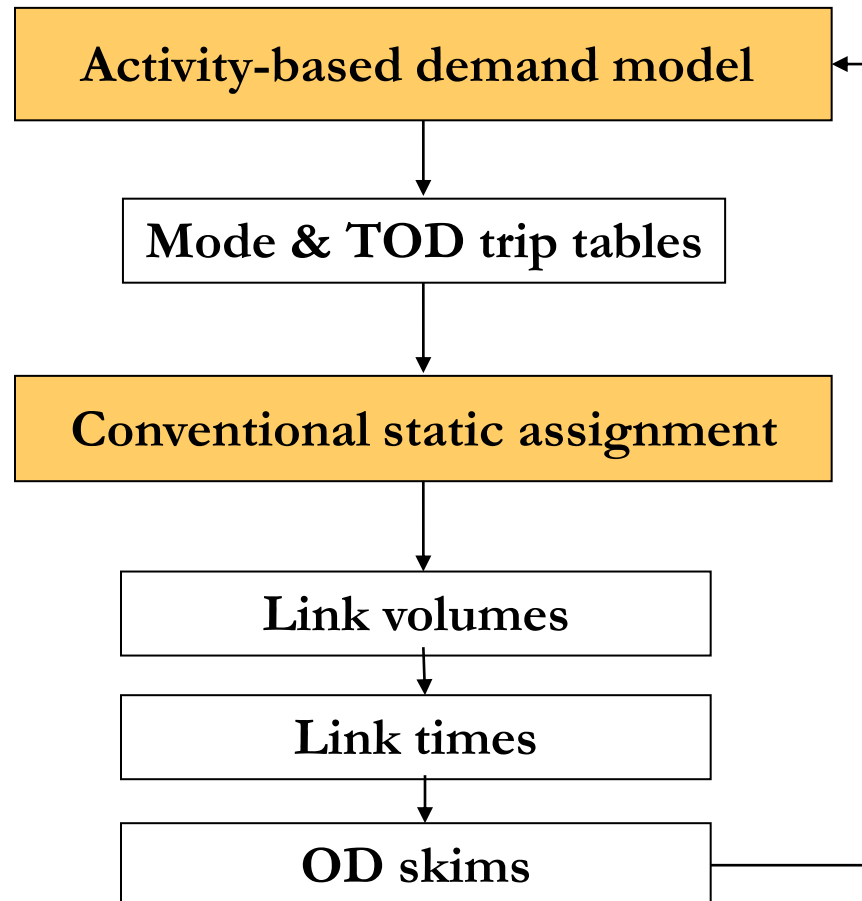 Activity-based demand model
Mode & TOD trip tables
Conventional static assignment
Link volumes
Link times
OD skims